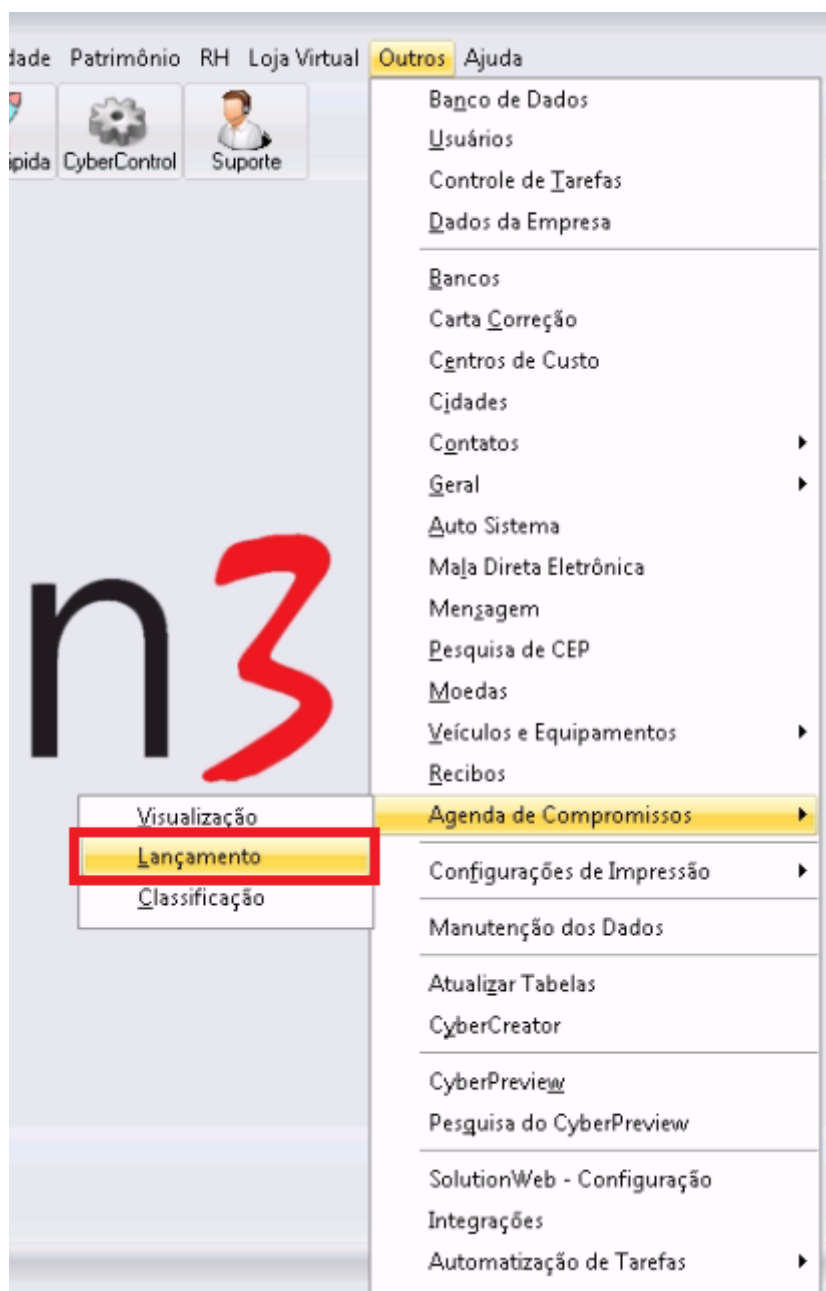 dade Patrimônio RH Loja Virtual Outros Ajuda
ápida CyberControl Suporte
Banco de Dados
Usuários
Controle de Tarefas
Dados da Empresa
Bancos
Carta Correção
Centros de Custo
Cidades
Contatos
Geral
Auto Sistema
Mala Direta Eletrônica
Mensagem
Pesquisa de CEP
Moedas
Veículos e Equipamentos
Recibos
Agenda de Compromissos
Visualização
Lançamento
Classificação
Configurações de Impressão
Manutenção dos Dados
Atualizar Tabelas
CyberCreator
CyberPreview
Pesquisa do CyberPreview
SolutionWeb - Configuração
Integrações
Automatização de Tarefas
n3